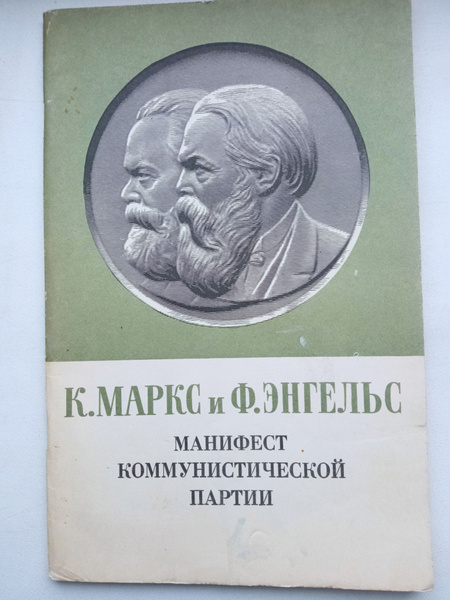 К. МАРКС и Ф. ЭНГЕЛЬС
МАНИФЕСТ
КОММУНИСТИЧЕСКОЙ
ПАРТИИ